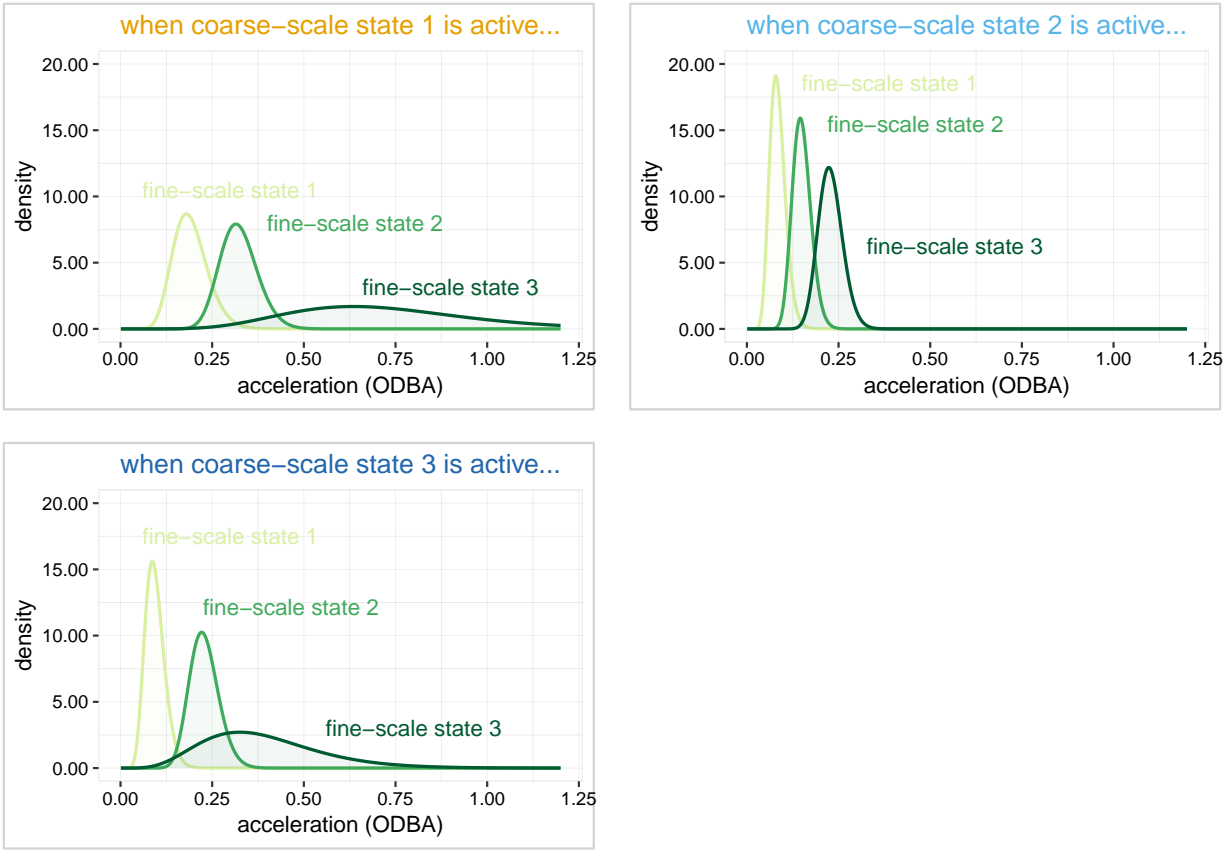 when coarse−scale state 1 is active...
20.00
15.00
10.00
5.00
0.00
density
fine−scale state 1
fine−scale state 2
fine−scale state 3
0.00 0.25 0.50 0.75 1.00 1.25
acceleration (ODBA)
when coarse−scale state 2 is active...
20.00
15.00
10.00
5.00
0.00
density
fine−scale state 1
fine−scale state 2
fine−scale state 3
0.00 0.25 0.50 0.75 1.00 1.25
acceleration (ODBA)
when coarse−scale state 3 is active...
20.00
15.00
10.00
5.00
0.00
density
fine−scale state 1
fine−scale state 2
fine−scale state 3
0.00 0.25 0.50 0.75 1.00 1.25
acceleration (ODBA)